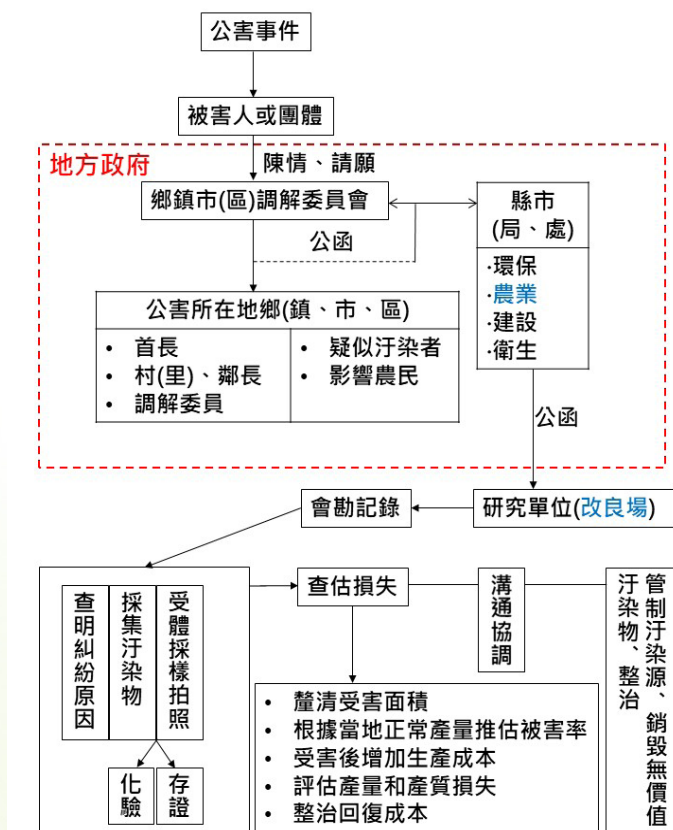 公害事件
被害人或團體
地方政府
陳情、請願
鄉鎮市(區)調解委員會
縣市
(局、處)
·環保
·農業
·建設
·衛生
公函
公害所在地鄉(鎮、市、區)
• 首長
• 村(里)、鄰長
• 調解委員
• 疑似汙染者
• 影響農民
公函
會勘記錄
研究單位(改良場)
查明糾紛原因
採集汙染物
受體採樣拍照
化驗
存證
查估損失
溝通協調
管制汙染源、銷毀無價值
汙染物、整治
• 釐清受害面積
• 根據當地正常產量推估被害率
• 受害後增加生產成本
• 評估產量和產質損失
• 整治回復成本